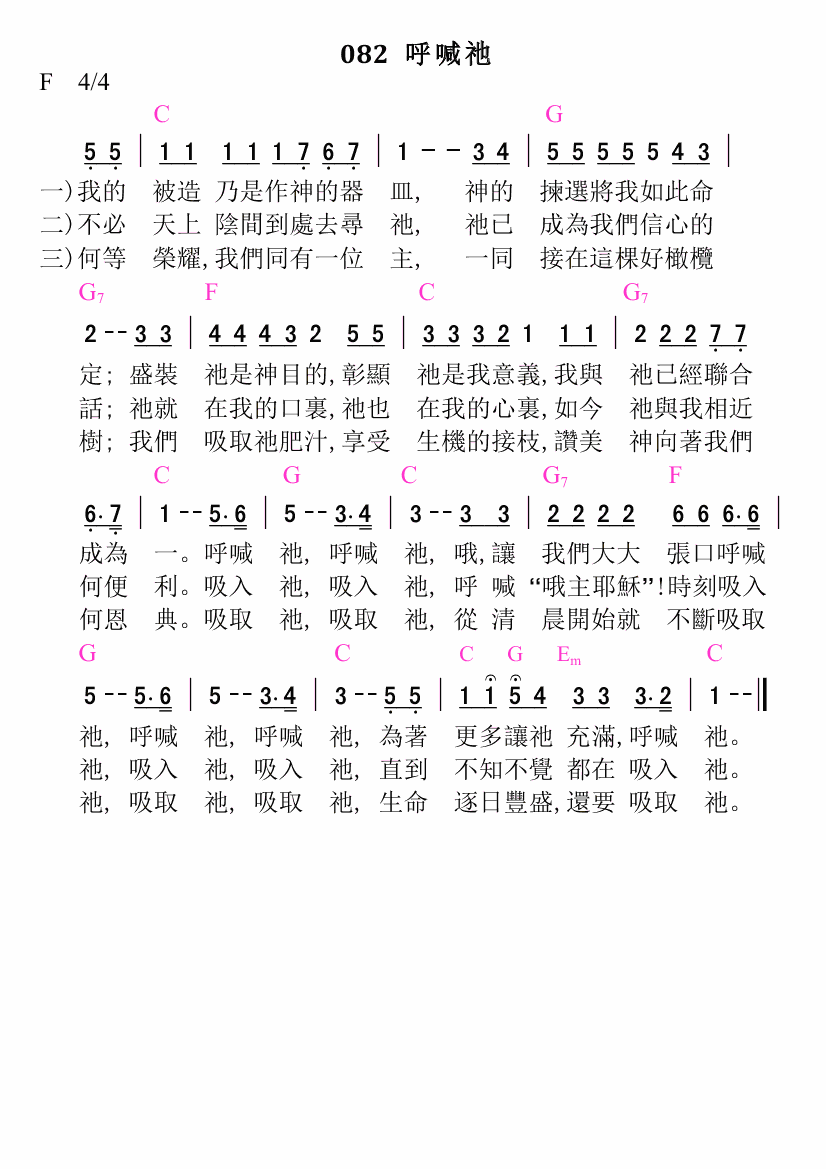 082 呼喊祂
F 4/4
C G
5 5 | 1 1 1 1 1 7 6 7 | 1 - - 3 4 | 5 5 5 5 5 4 3 |
一)我的 被造 乃是作神的器 皿, 神的 揀選將我如此命
二)不必 天上 陰間到處去尋 祂, 祂已 成為我們信心的
三)何等 榮耀,我們同有一位 主, 一同 接在這棵好橄欖
G7 F C G7
2 - - 3 3 | 4 4 4 3 2 5 5 | 3 3 3 2 1 1 1 | 2 2 2 7 7
定; 盛裝 祂是神目的,彰顯 祂是我意義,我與 祂已經聯合
話; 祂就 在我的口裏,祂也 在我的心裏,如今 祂與我相近
樹; 我們 吸取祂肥汁,享受 生機的接枝,讚美 神向著我們
C G C G7 F
6· 7 | 1 - - 5· 6 | 5 - - 3· 4 | 3 - - 3 3 | 2 2 2 2 6 6 6· 6 |
成為 一。呼喊 祂, 呼喊 祂, 哦,讓 我們大大 張口呼喊
何便 利。吸入 祂, 吸入 祂, 呼 喊 “哦主耶穌”!時刻吸入
何恩 典。吸取 祂, 吸取 祂, 從 清 晨開始就 不斷吸取
G C C G Em C
5 - - 5· 6 | 5 - - 3· 4 | 3 - - 5 5 | 1 1 5 4 3 3 3· 2 | 1 - - ‖
祂, 呼喊 祂, 呼喊 祂, 為著 更多讓祂 充滿,呼喊 祂。
祂, 吸入 祂, 吸入 祂, 直到 不知不覺 都在 吸入 祂。
祂, 吸取 祂, 吸取 祂, 生命 逐日豐盛,還要 吸取 祂。